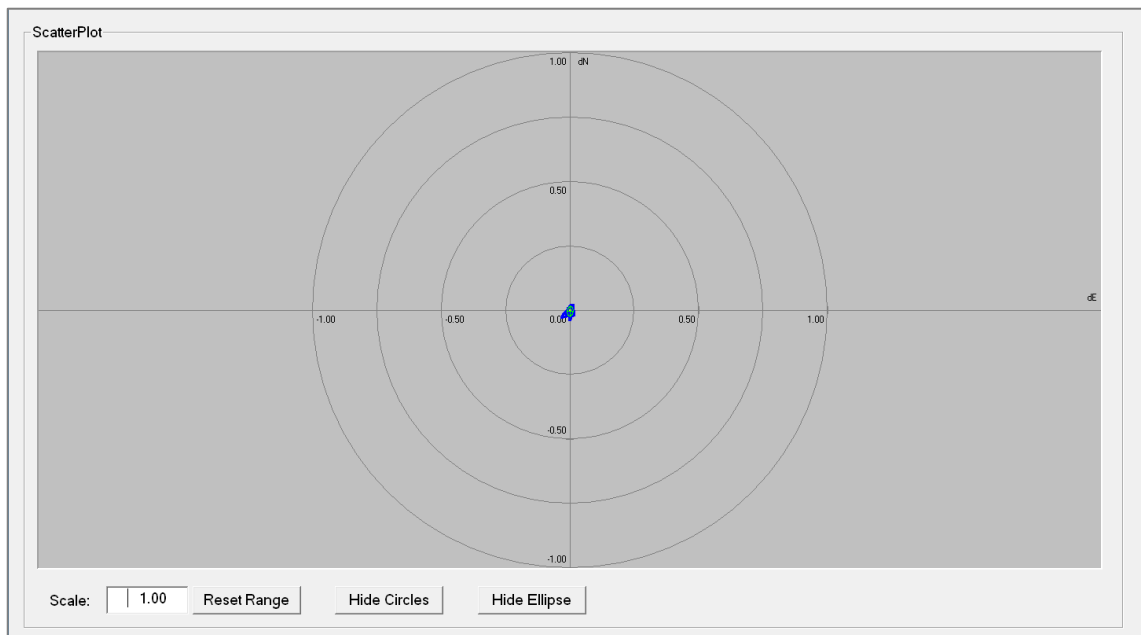 ScatterPlot
1.00 dN
0.50
dE
-1.00 -0.50 0.00 0.50 1.00
-0.50
-1.00
Scale: 1.00 Reset Range Hide Circles Hide Ellipse